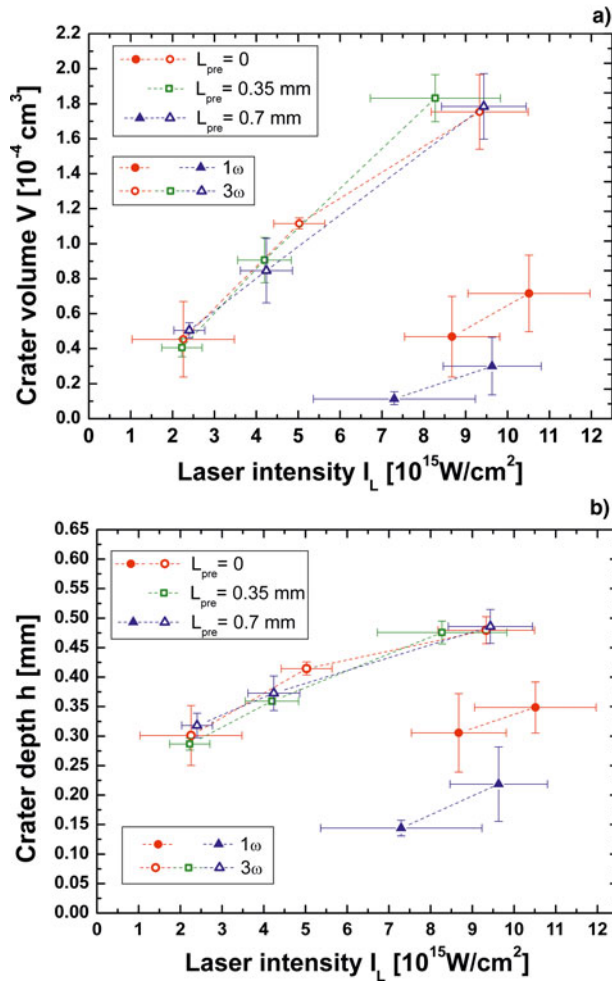 a)
2.2
2.0
1.8
1.6
1.4
1.2
1.0
0.8
0.6
0.4
0.2
0.0
Crater volume V [10⁻⁴ cm³]
L_pre = 0
L_pre = 0.35 mm
L_pre = 0.7 mm
1ω
3ω
0 1 2 3 4 5 6 7 8 9 10 11 12
Laser intensity I_L [10¹⁵W/cm²]
b)
0.65
0.60
0.55
0.50
0.45
0.40
0.35
0.30
0.25
0.20
0.15
0.10
0.05
0.00
Crater depth h [mm]
L_pre = 0
L_pre = 0.35 mm
L_pre = 0.7 mm
1ω
3ω
0 1 2 3 4 5 6 7 8 9 10 11 12
Laser intensity I_L [10¹⁵W/cm²]